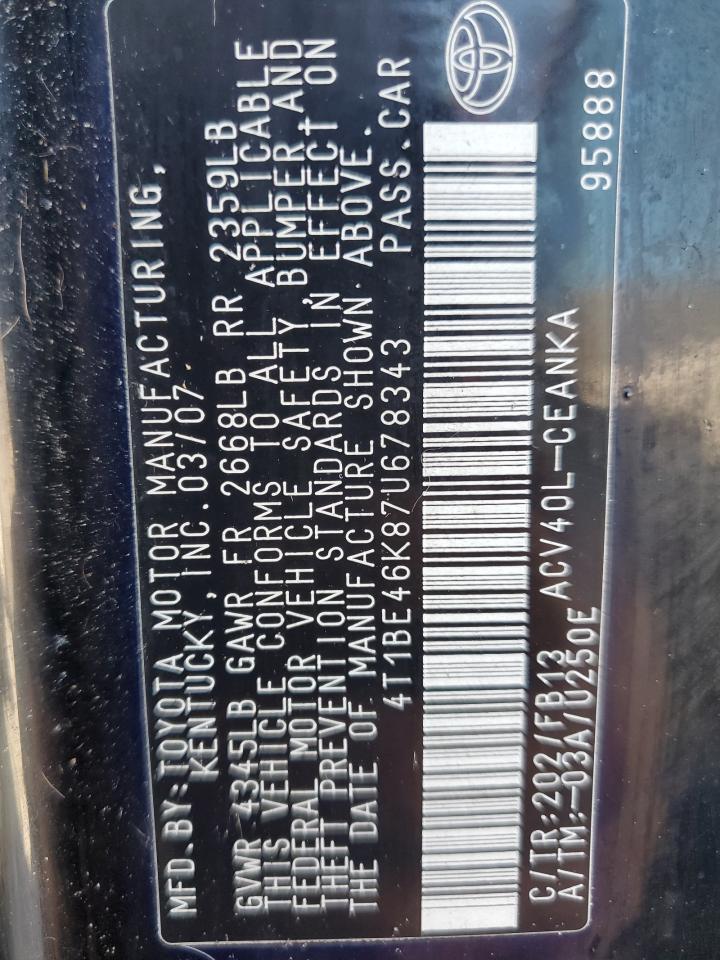 MFD.BY:TOYOTA MOTOR MANUFACTURING,
KENTUCKY, INC.03/07
GVWR 4345LB GAWR FR 2668LB RR 2359LB
THIS VEHICLE CONFORMS TO ALL APPLICABLE
FEDERAL MOTOR VEHICLE SAFETY, BUMPER,AND
THEFT PREVENTION STANDARDS IN EFFECT ON
THE DATE OF MANUFACTURE SHOWN ABOVE.
4T1BE46K87U678343 PASS.CAR
C/TR:202/FB13 ACV40L-CEANKA 95888
A/TM:-03A/U250E